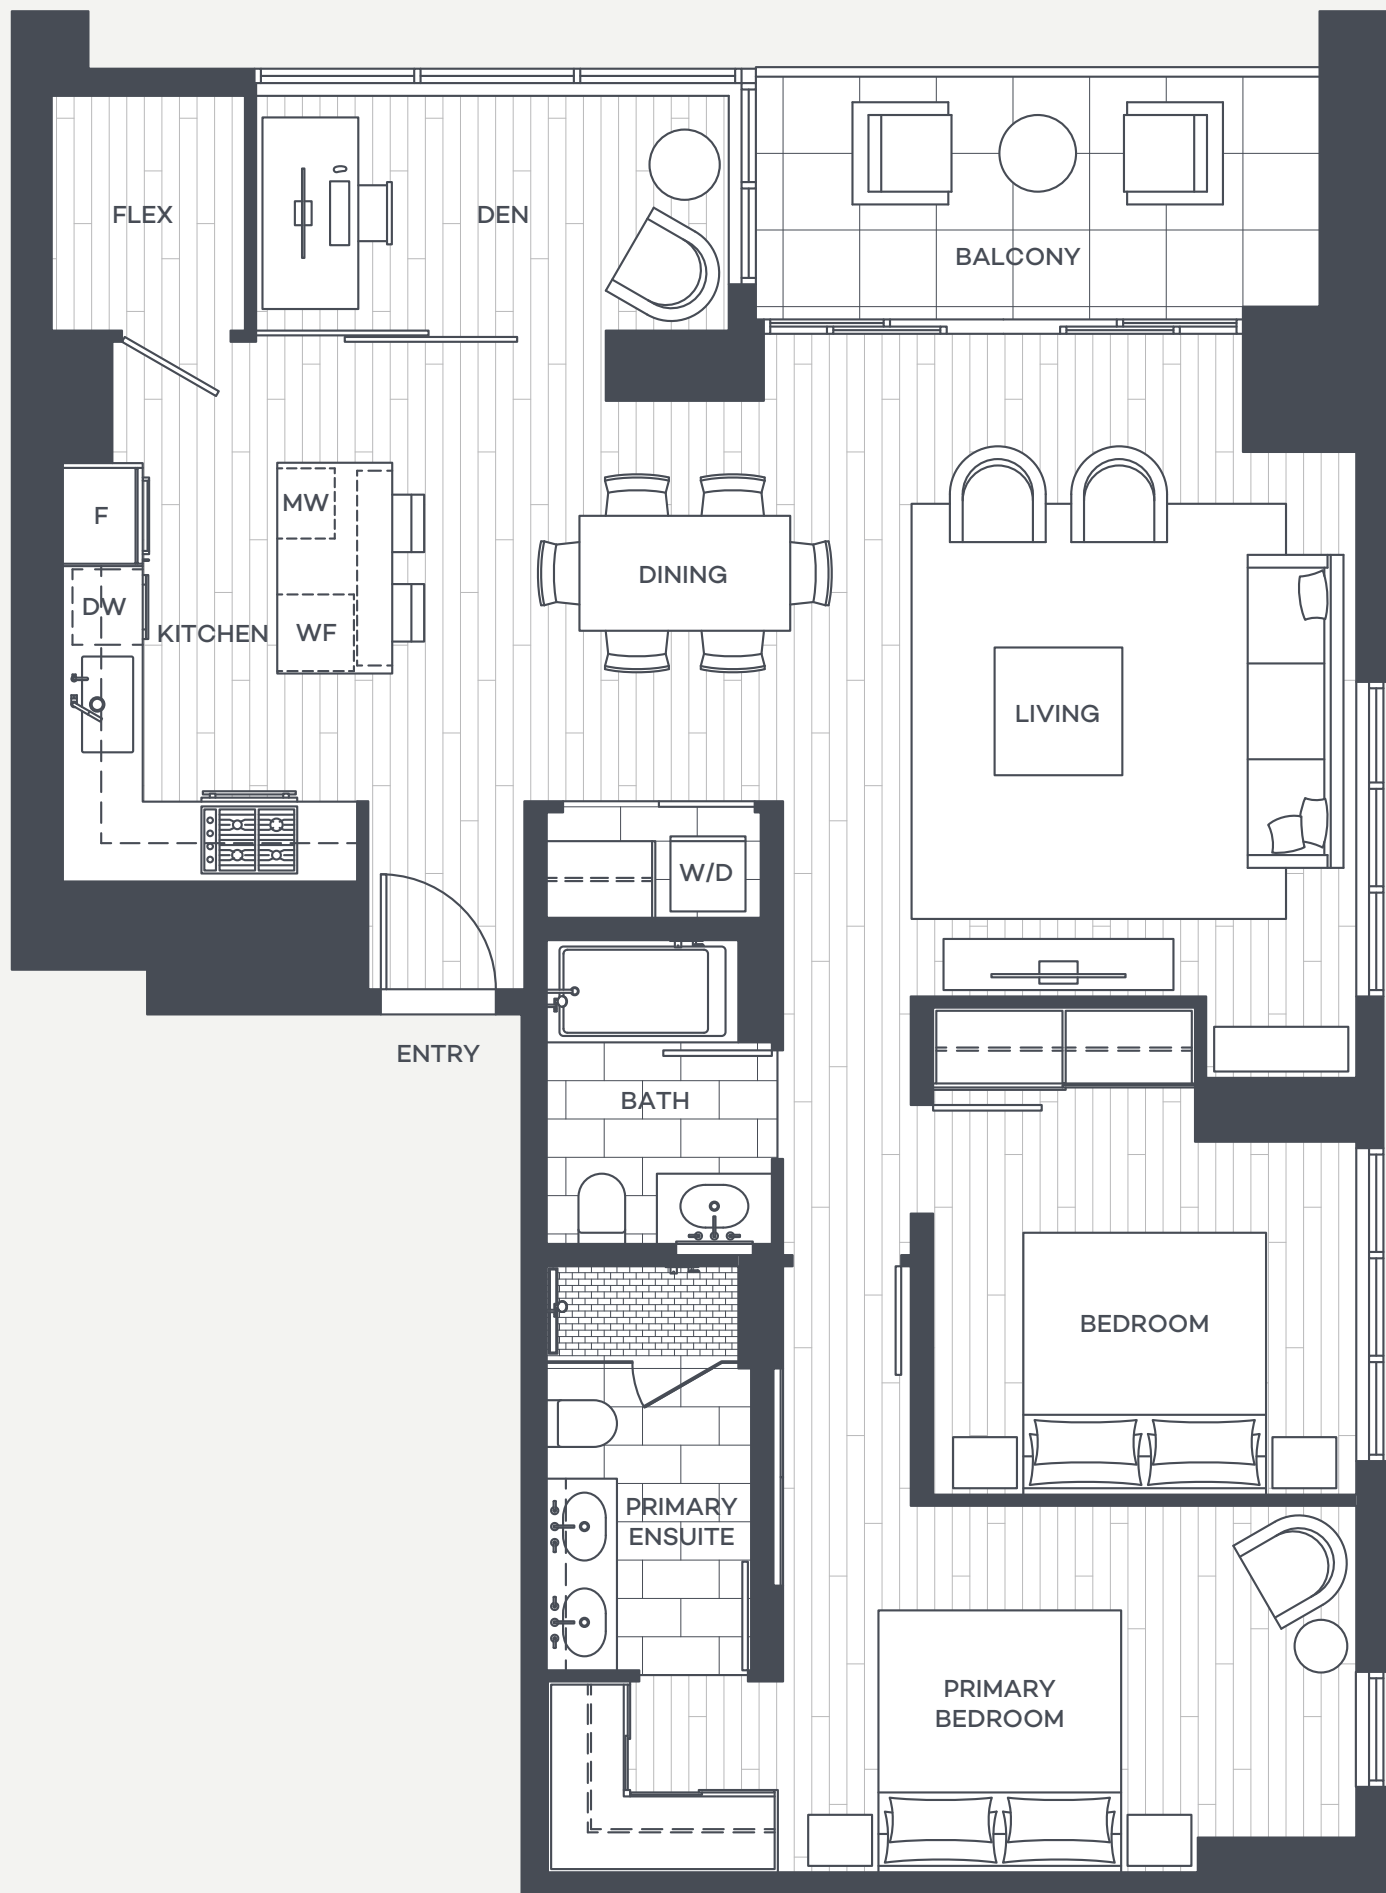 FLEX
DEN
BALCONY
F
MW
DINING
DW
KITCHEN
WF
LIVING
W/D
ENTRY
BATH
BEDROOM
PRIMARY
ENSUITE
PRIMARY
BEDROOM